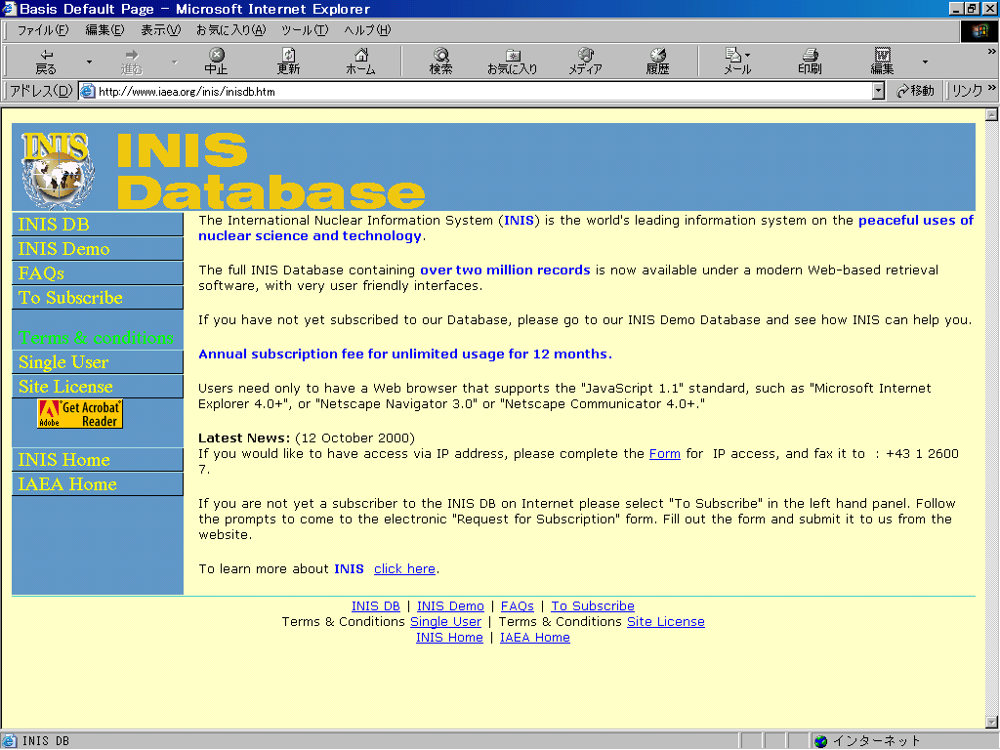 Basis Default Page - Microsoft Internet Explorer
ファイル(F) 編集(E) 表示(V) お気に入り(A) ツール(T) ヘルプ(H)
戻る 進む 中止 更新 ホーム 検索 お気に入り メディア 履歴 メール 印刷 編集 »
アドレス(D) http://www.iaea.org/inis/inisdb.htm 移動 リンク »
INIS
INIS
Database
INIS DB
INIS Demo
FAQs
To Subscribe
Terms & conditions
Single User
Site License
Get Acrobat
Adobe Reader
INIS Home
IAEA Home
The International Nuclear Information System (INIS) is the world's leading information system on the peaceful uses of
nuclear science and technology.
The full INIS Database containing over two million records is now available under a modern Web-based retrieval
software, with very user friendly interfaces.
If you have not yet subscribed to our Database, please go to our INIS Demo Database and see how INIS can help you.
Annual subscription fee for unlimited usage for 12 months.
Users need only to have a Web browser that supports the "JavaScript 1.1" standard, such as "Microsoft Internet
Explorer 4.0+", or "Netscape Navigator 3.0" or "Netscape Communicator 4.0+."
Latest News: (12 October 2000)
If you would like to have access via IP address, please complete the Form for IP access, and fax it to : +43 1 2600
7.
If you are not yet a subscriber to the INIS DB on Internet please select "To Subscribe" in the left hand panel. Follow
the prompts to come to the electronic "Request for Subscription" form. Fill out the form and submit it to us from the
website.
To learn more about INIS click here.
INIS DB | INIS Demo | FAQs | To Subscribe
Terms & Conditions Single User | Terms & Conditions Site License
INIS Home | IAEA Home
INIS DB インターネット